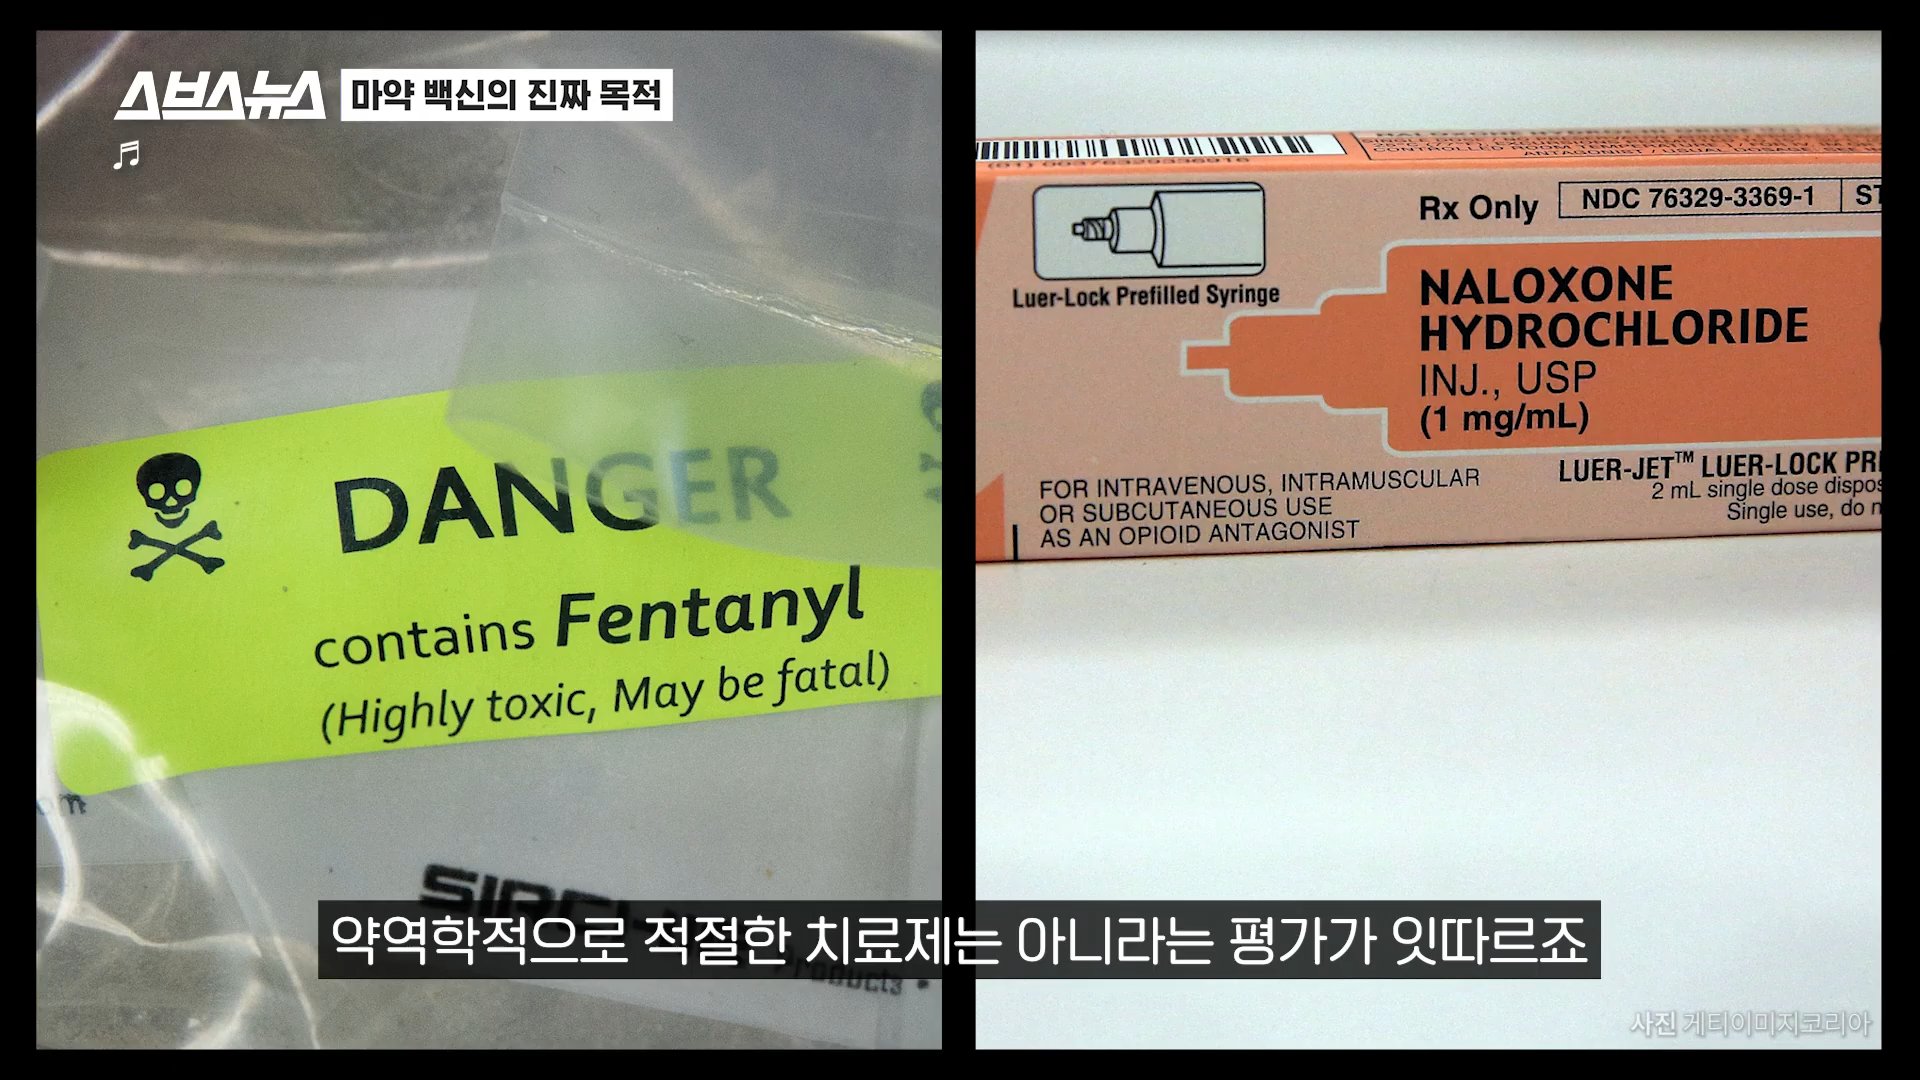 스브스뉴스
마약 백신의 진짜 목적
DANGER
contains Fentanyl
(Highly toxic, May be fatal)
Products
Rx Only
NDC 76329-3369-1
Luer-Lock Prefilled Syringe
NALOXONE
HYDROCHLORIDE
INJ., USP
(1 mg/mL)
FOR INTRAVENOUS, INTRAMUSCULAR
OR SUBCUTANEOUS USE
AS AN OPIOID ANTAGONIST
LUER-JET™ LUER-LOCK
2 mL single dose
Single use, do
약역학적으로 적절한 치료제는 아니라는 평가가 잇따르죠
사진 게티이미지코리아